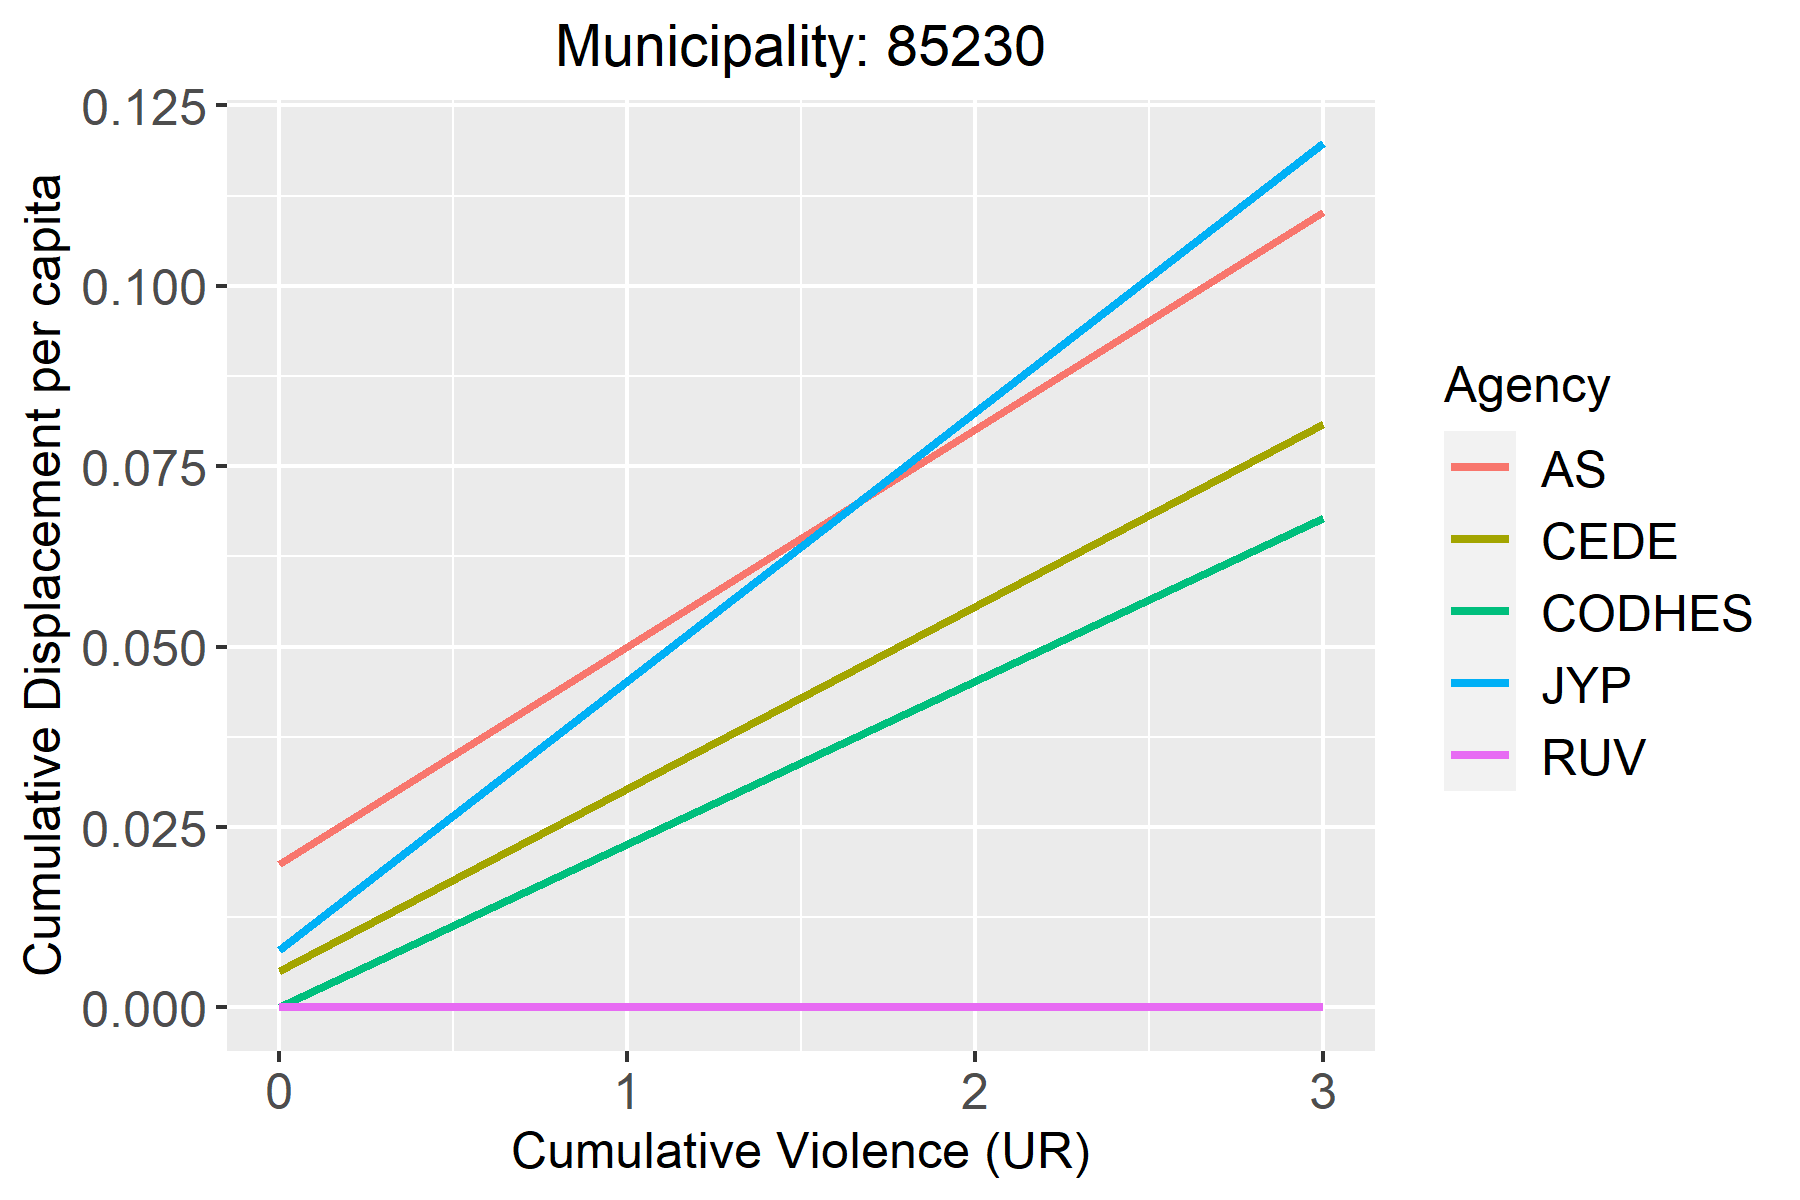 Municipality: 85230
Cumulative Displacement per capita
0.125
0.100
0.075
0.050
0.025
0.000
0 1 2 3
Cumulative Violence (UR)
Agency
AS
CEDE
CODHES
JYP
RUV